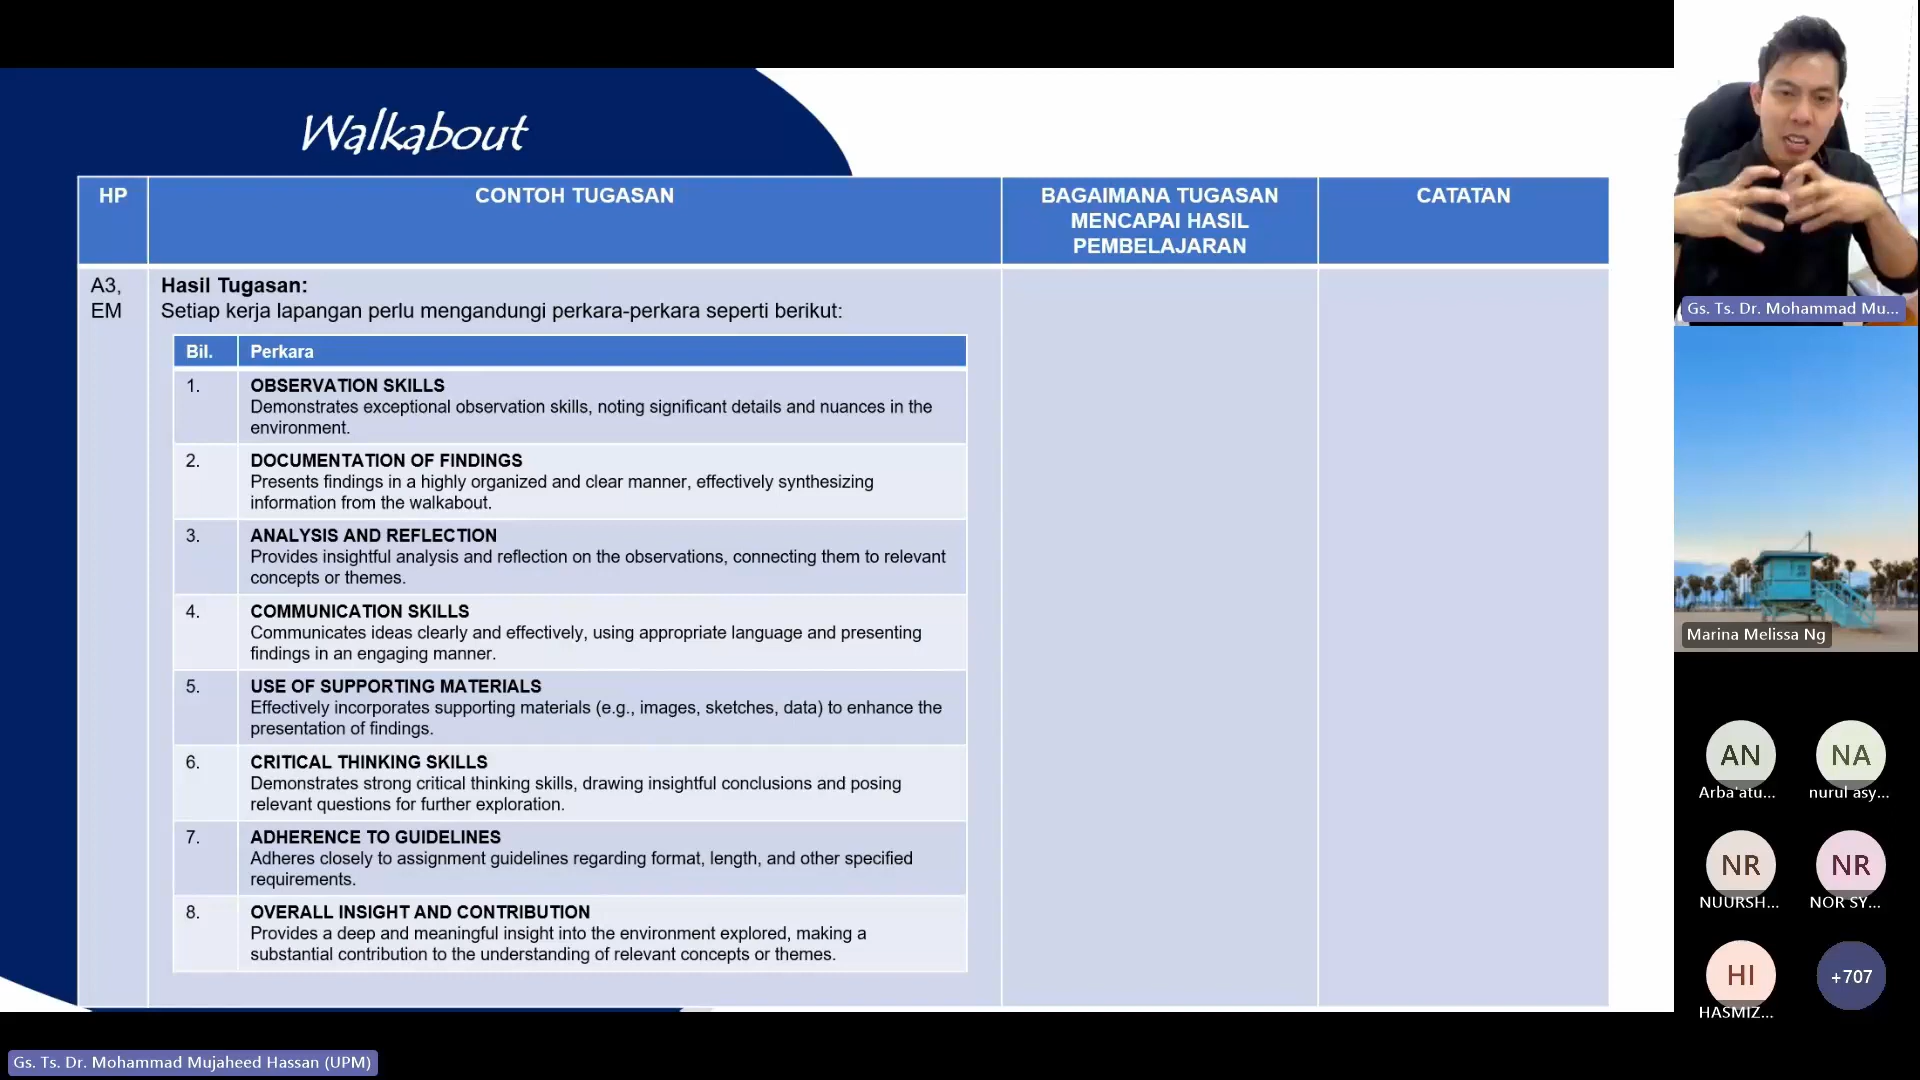 Walkabout
HP
CONTOH TUGASAN
BAGAIMANA TUGASAN
MENCAPAI HASIL
PEMBELAJARAN
CATATAN
A3,
EM
Hasil Tugasan:
Setiap kerja lapangan perlu mengandungi perkara-perkara seperti berikut:
Bil.
Perkara
1.
OBSERVATION SKILLS
Demonstrates exceptional observation skills, noting significant details and nuances in the
environment.
2.
DOCUMENTATION OF FINDINGS
Presents findings in a highly organized and clear manner, effectively synthesizing
information from the walkabout.
3.
ANALYSIS AND REFLECTION
Provides insightful analysis and reflection on the observations, connecting them to relevant
concepts or themes.
4.
COMMUNICATION SKILLS
Communicates ideas clearly and effectively, using appropriate language and presenting
findings in an engaging manner.
5.
USE OF SUPPORTING MATERIALS
Effectively incorporates supporting materials (e.g., images, sketches, data) to enhance the
presentation of findings.
6.
CRITICAL THINKING SKILLS
Demonstrates strong critical thinking skills, drawing insightful conclusions and posing
relevant questions for further exploration.
7.
ADHERENCE TO GUIDELINES
Adheres closely to assignment guidelines regarding format, length, and other specified
requirements.
8.
OVERALL INSIGHT AND CONTRIBUTION
Provides a deep and meaningful insight into the environment explored, making a
substantial contribution to the understanding of relevant concepts or themes.
Gs. Ts. Dr. Mohammad Mu...
Marina Melissa Ng
AN
Arba'atu...
NA
nurul asy...
NR
NUURSH...
NR
NOR SY...
HI
HASMIZ...
+707
Gs. Ts. Dr. Mohammad Mujaheed Hassan (UPM)